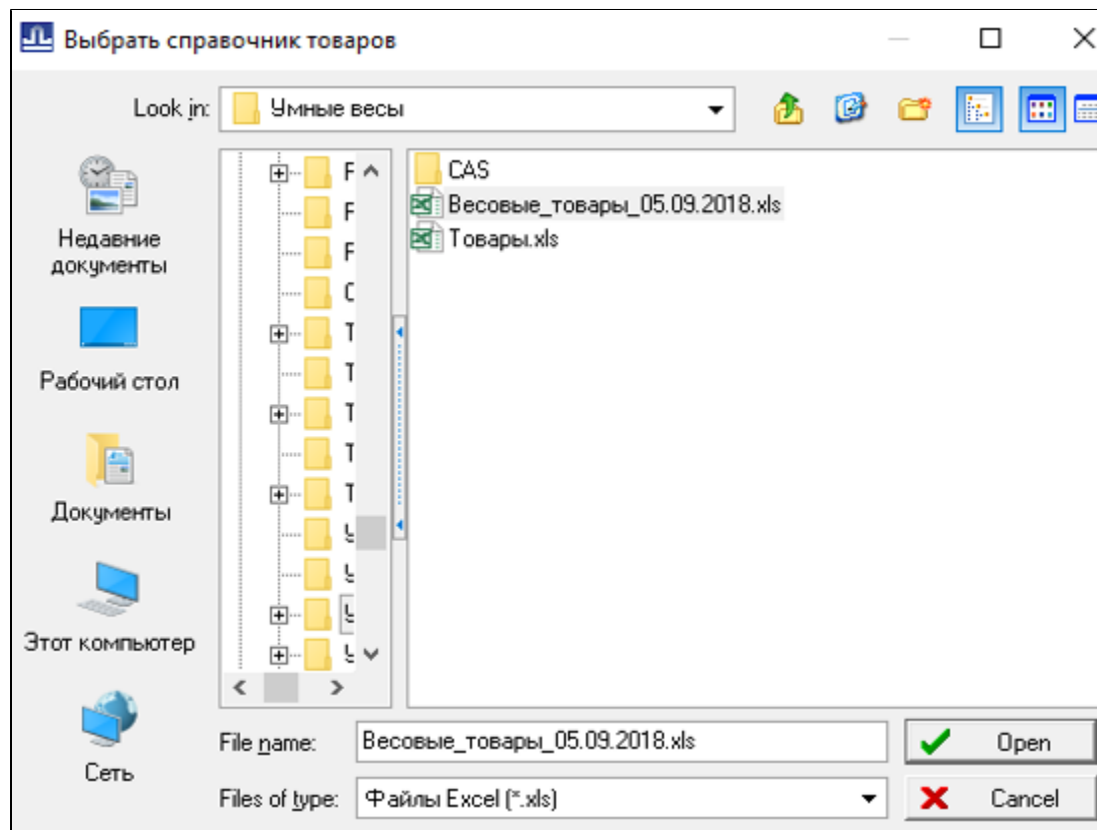 Выбрать справочник товаров
Look in: Умные весы
Недавние
документы
Рабочий стол
Документы
Этот компьютер
Сеть
F
F
F
C
T
T
T
T
T
CAS
Весовые_товары_05.09.2018.xls
Товары.xls
File name: Весовые_товары_05.09.2018.xls Open
Files of type: Файлы Excel (*.xls) Cancel